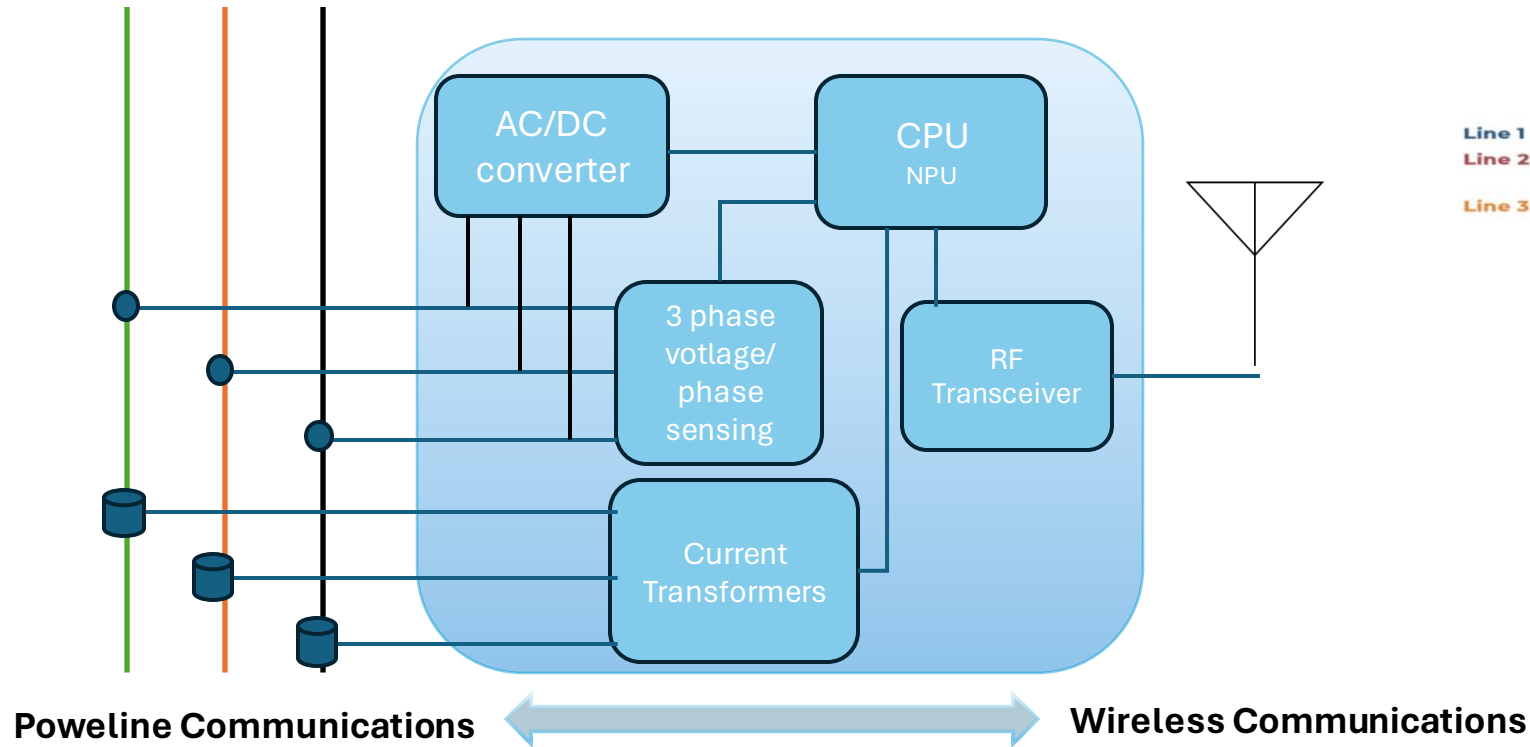 AC/DC
converter
CPU
NPU
Line 1
Line 2
Line 3
3 phase
votlage/
phase
sensing
RF
Transceiver
Current
Transformers
Poweline Communications
Wireless Communications